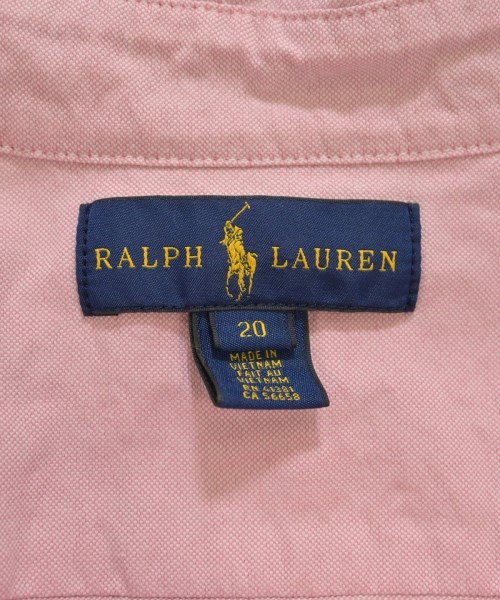 RALPH LAUREN
20
MADE IN
VIETNAM
FAIT AU
VIETNAM
RN 41381
CA 56658